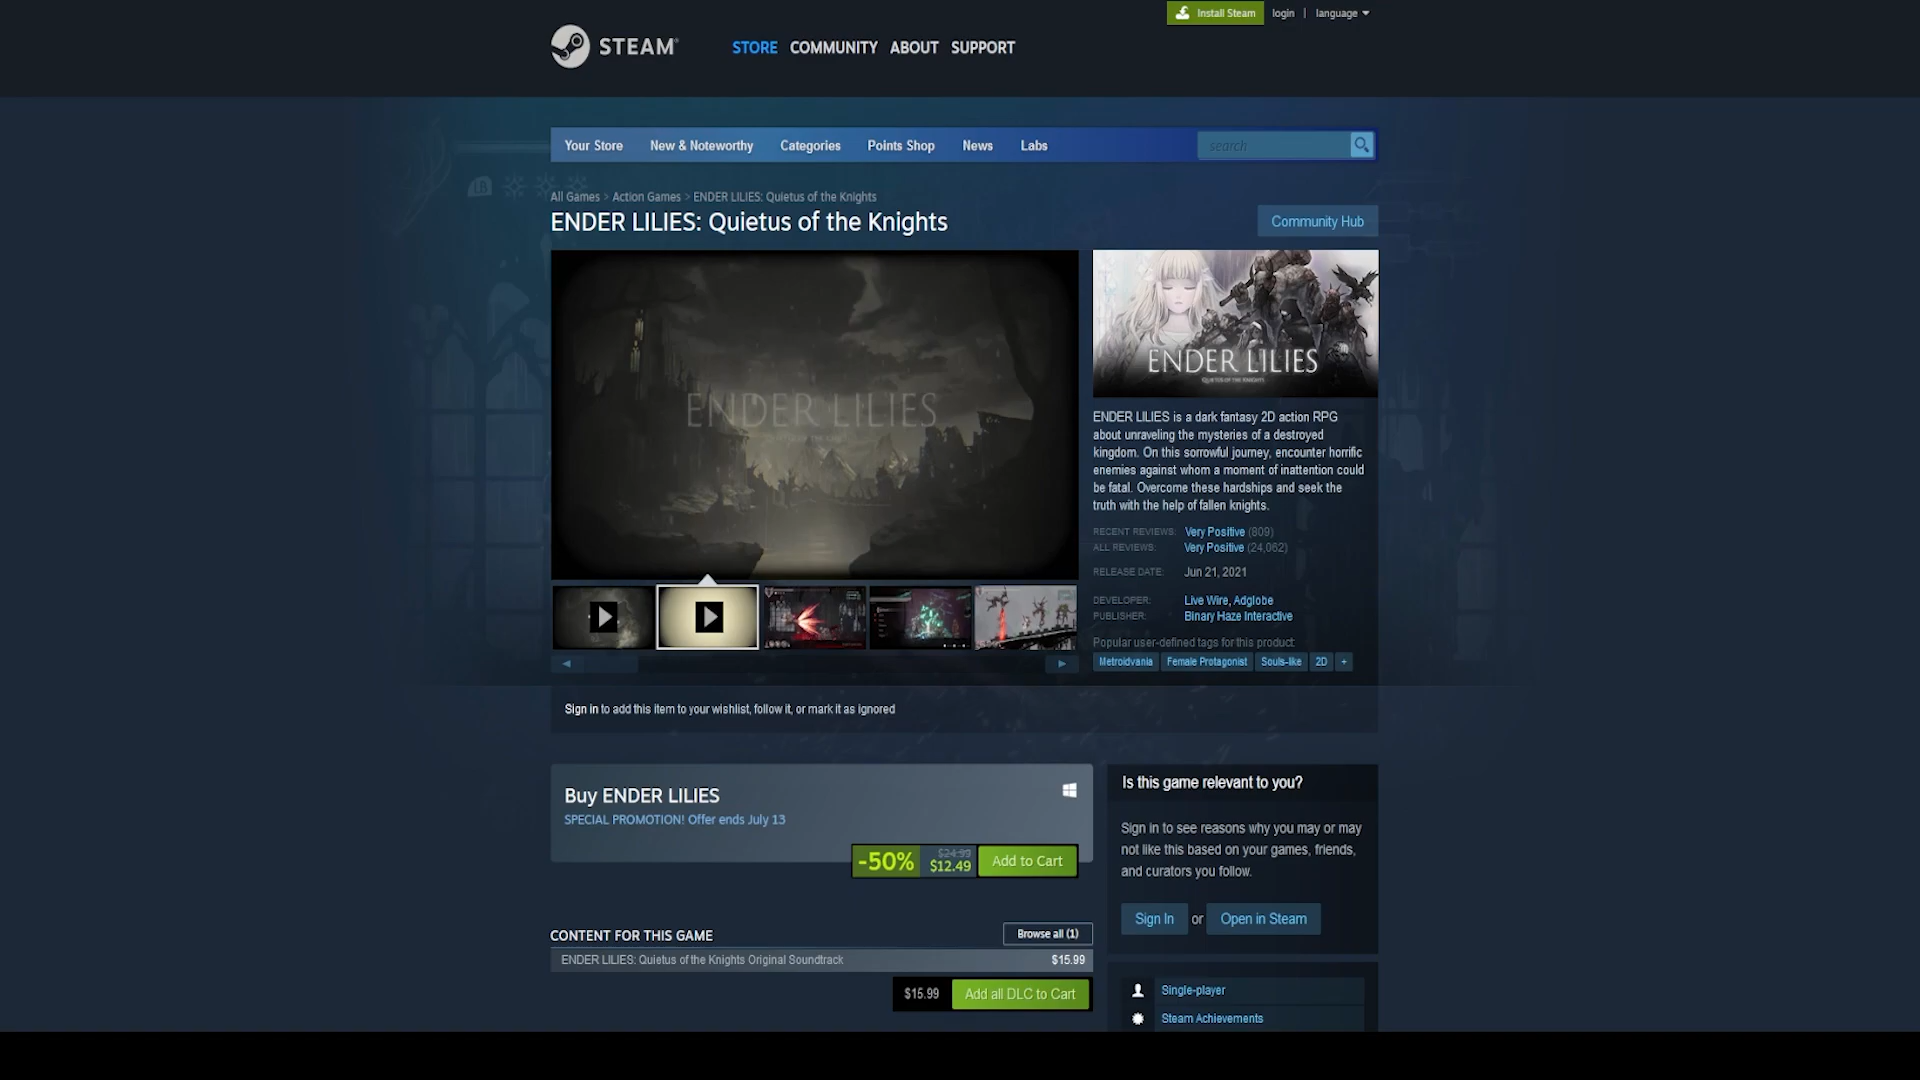 Install Steam login | language
STEAM®
STORE COMMUNITY ABOUT SUPPORT
Your Store New & Noteworthy Categories Points Shop News Labs search
All Games > Action Games > ENDER LILIES: Quietus of the Knights
ENDER LILIES: Quietus of the Knights
Community Hub
ENDER LILIES
ENDER LILIES
QUIETUS OF THE KNIGHTS
ENDER LILIES is a dark fantasy 2D action RPG
about unraveling the mysteries of a destroyed
kingdom. On this sorrowful journey, encounter horrific
enemies against whom a moment of inattention could
be fatal. Overcome these hardships and seek the
truth with the help of fallen knights.
RECENT REVIEWS: Very Positive (809)
ALL REVIEWS: Very Positive (24,062)
RELEASE DATE: Jun 21, 2021
DEVELOPER: Live Wire, Adglobe
PUBLISHER: Binary Haze Interactive
Popular user-defined tags for this product:
Metroidvania Female Protagonist Souls-like 2D +
Sign in to add this item to your wishlist, follow it, or mark it as ignored
Buy ENDER LILIES
SPECIAL PROMOTION! Offer ends July 13
-50% $24.99 $12.49 Add to Cart
Is this game relevant to you?
Sign in to see reasons why you may or may
not like this based on your games, friends,
and curators you follow.
Sign In or Open in Steam
CONTENT FOR THIS GAME Browse all (1)
ENDER LILIES: Quietus of the Knights Original Soundtrack $15.99
$15.99 Add all DLC to Cart
Single-player
Steam Achievements